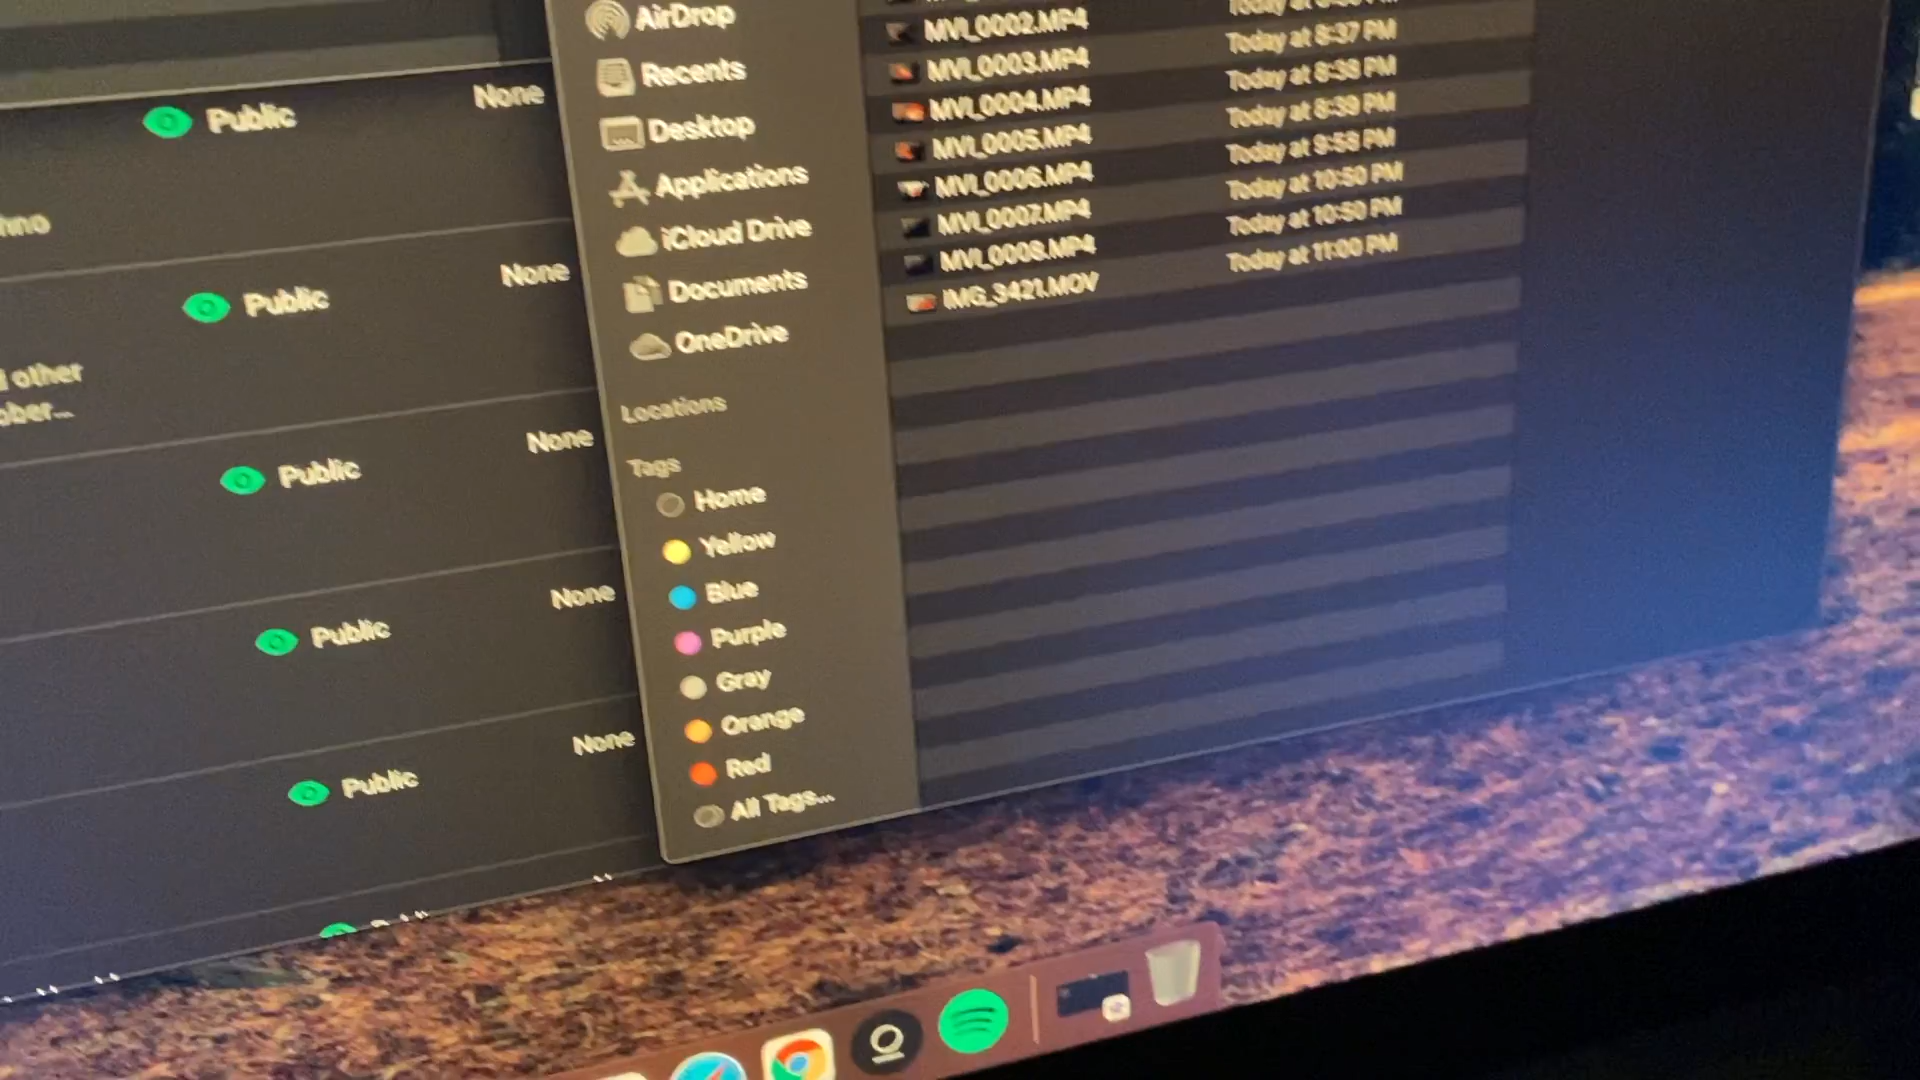 AirDrop
Recents
Desktop
Applications
iCloud Drive
Documents
OneDrive
Locations
Tags
Home
Yellow
Blue
Purple
Gray
Orange
Red
All Tags...
MVI_0002.MP4
MVI_0003.MP4
MVI_0004.MP4
MVI_0005.MP4
MVI_0006.MP4
MVI_0007.MP4
MVI_0008.MP4
IMG_3421.MOV
Today at 8:37 PM
Today at 8:38 PM
Today at 8:39 PM
Today at 9:58 PM
Today at 10:50 PM
Today at 10:50 PM
Today at 11:00 PM
Public None
Public None
other
Public None
Public None
Public None